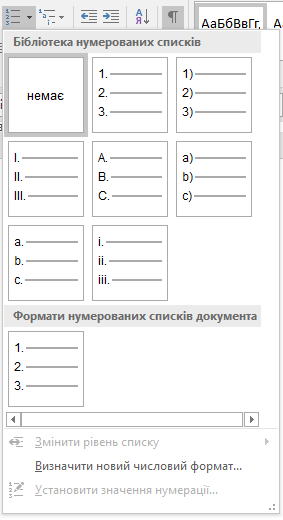 АаБбВвГг,
Бібліотека нумерованих списків
немає
1.
2.
3.
1)
2)
3)
I.
II.
III.
A.
B.
C.
a)
b)
c)
a.
b.
c.
i.
ii.
iii.
Формати нумерованих списків документа
1.
2.
3.
Змінити рівень списку
Визначити новий числовий формат...
Установити значення нумерації...